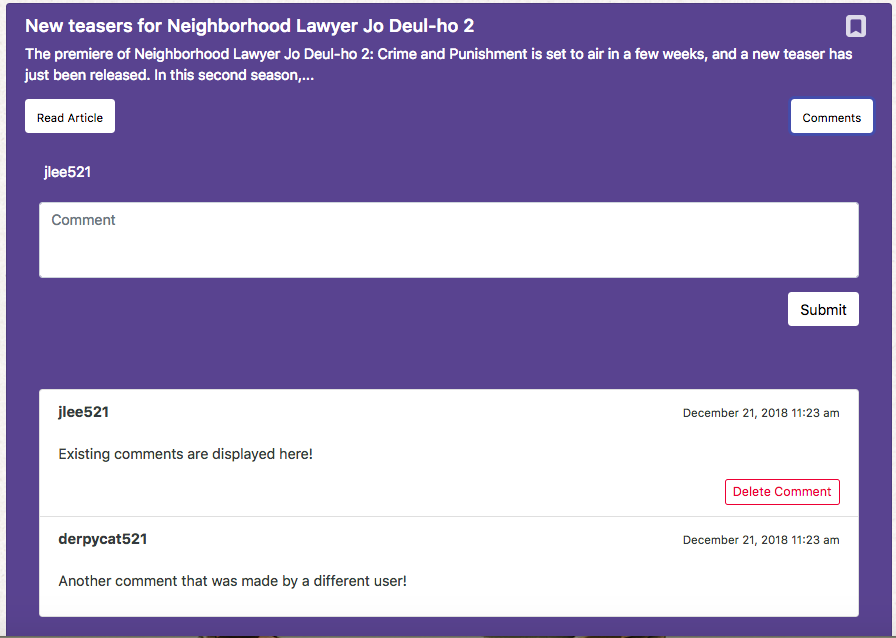 New teasers for Neighborhood Lawyer Jo Deul-ho 2
The premiere of Neighborhood Lawyer Jo Deul-ho 2: Crime and Punishment is set to air in a few weeks, and a new teaser has
just been released. In this second season,...
Read Article
Comments
jlee521
Comment
Submit
jlee521
December 21, 2018 11:23 am
Existing comments are displayed here!
Delete Comment
derpycat521
December 21, 2018 11:23 am
Another comment that was made by a different user!